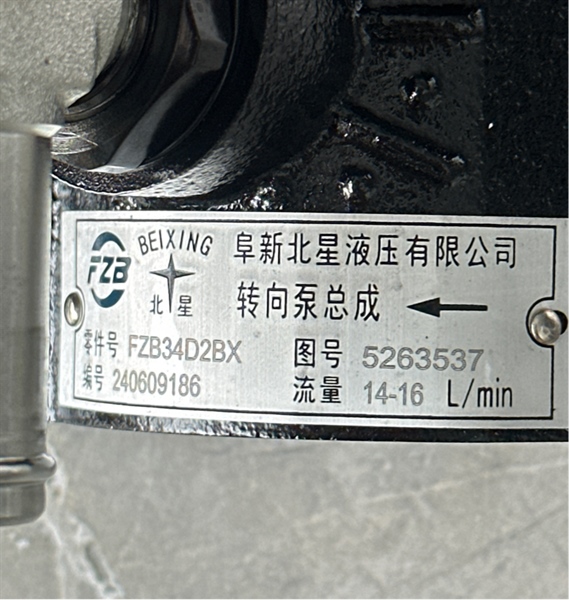 阜新北星液压有限公司
FZB
BEIXING
北星
转向泵总成
零件号 FZB34D2BX
图号 5263537
编号 240609186
流量 14-16 L/min